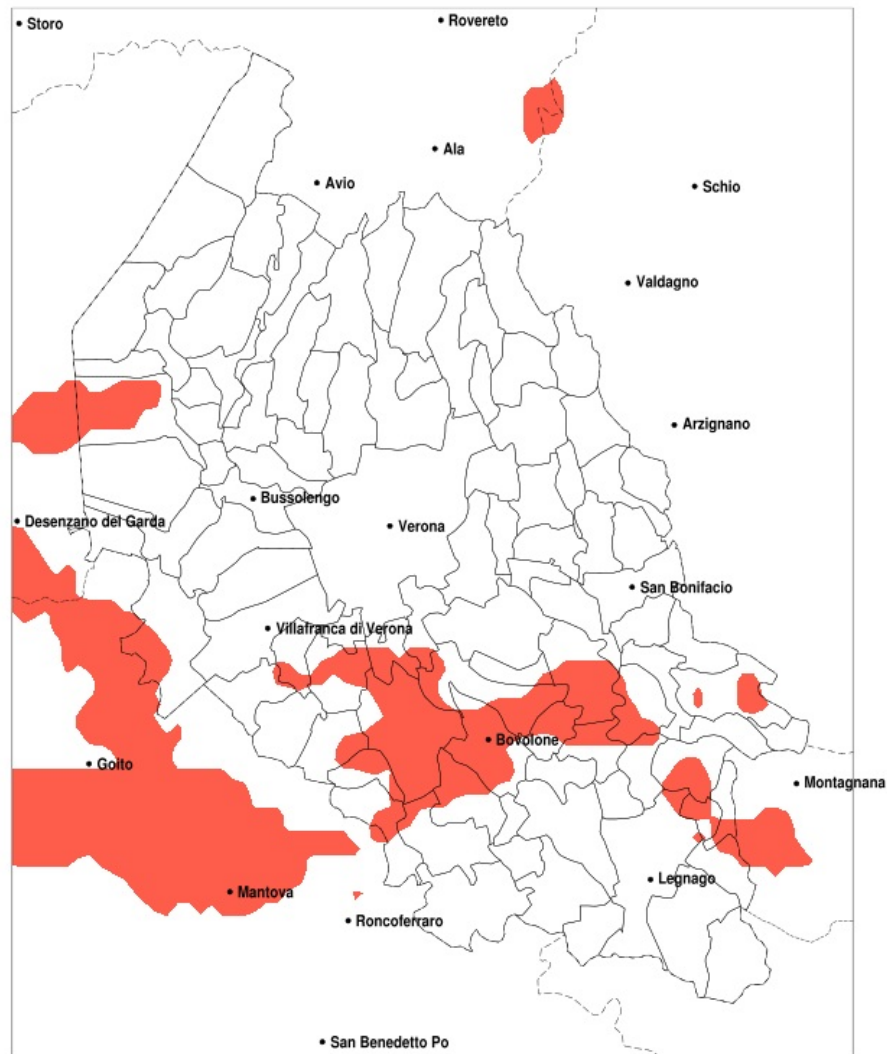 Storo
Rovereto
Ala
Avio
Schio
Valdagno
Arzignano
Bussolengo
Desenzano del Garda
Verona
San Bonifacio
Villafranca di Verona
Bovolone
Goito
Montagnana
Legnago
Mantova
Roncoferraro
San Benedetto Po